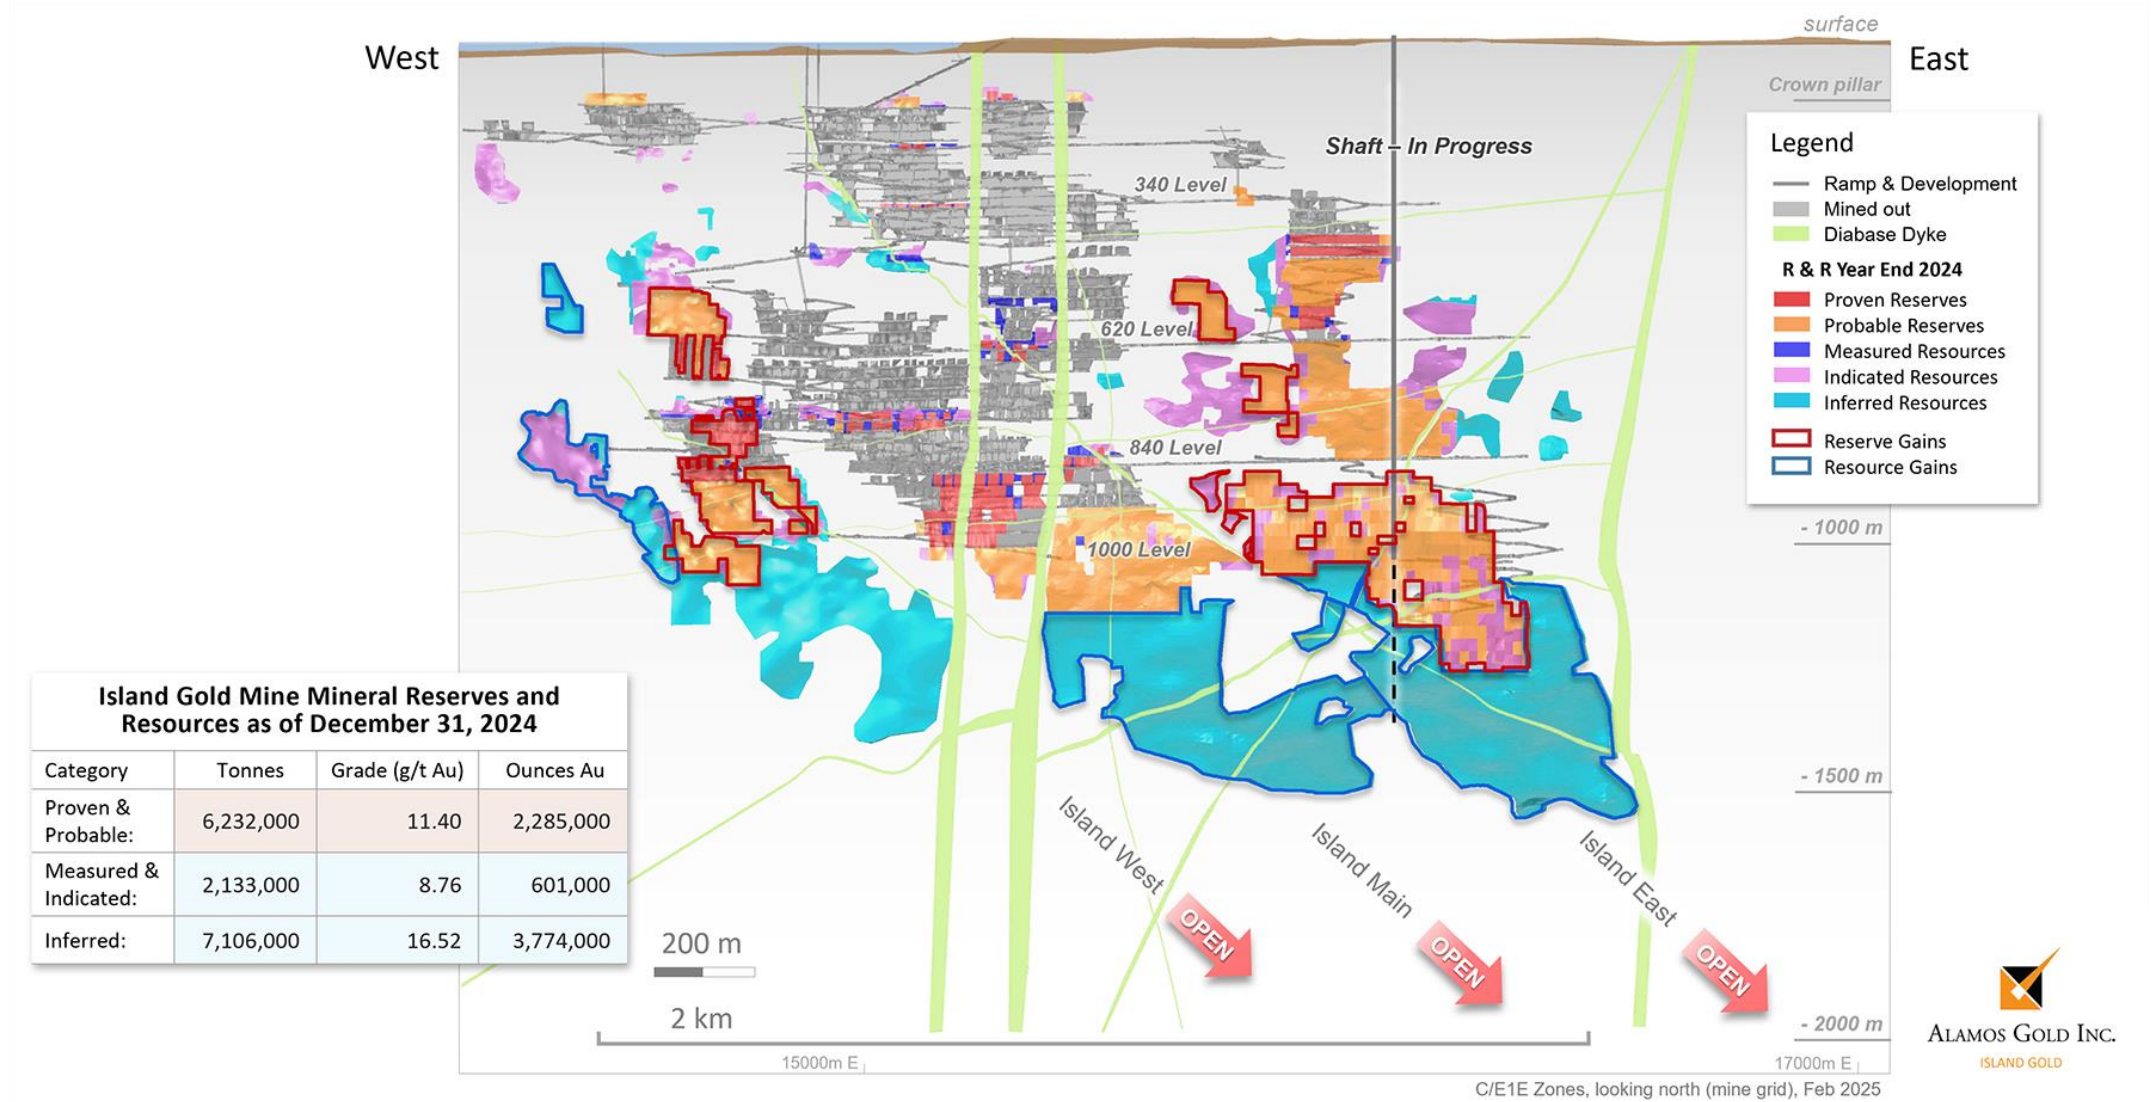 surface
West
East
Crown pillar
Shaft – In Progress
340 Level
620 Level
840 Level
1000 Level
Legend
Ramp & Development
Mined out
Diabase Dyke
R & R Year End 2024
Proven Reserves
Probable Reserves
Measured Resources
Indicated Resources
Inferred Resources
Reserve Gains
Resource Gains
- 1000 m
- 1500 m
- 2000 m
Island Gold Mine Mineral Reserves and
Resources as of December 31, 2024
Category Tonnes Grade (g/t Au) Ounces Au
Proven &
Probable: 6,232,000 11.40 2,285,000
Measured &
Indicated: 2,133,000 8.76 601,000
Inferred: 7,106,000 16.52 3,774,000
Island West
OPEN
Island Main
OPEN
Island East
OPEN
200 m
2 km
15000m E
17000m E
C/E1E Zones, looking north (mine grid), Feb 2025
ALAMOS GOLD INC.
ISLAND GOLD